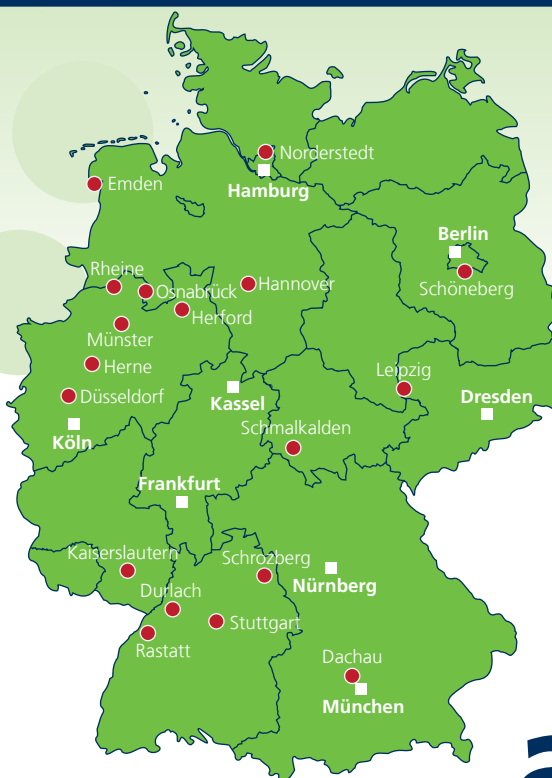 Norderstedt
Emden
Hamburg
Berlin
Rheine
Osnabrück
Hannover
Schöneberg
Herford
Münster
Herne
Leipzig
Düsseldorf
Kassel
Dresden
Köln
Schmalkalden
Frankfurt
Kaiserslautern
Schrozberg
Durlach
Nürnberg
Stuttgart
Rastatt
Dachau
München
a